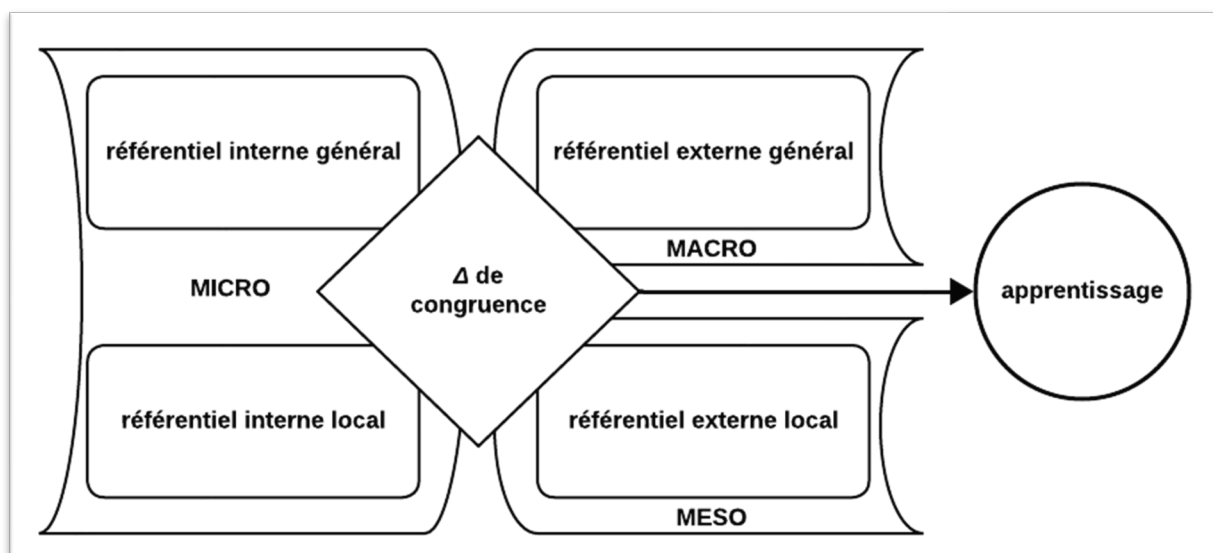 référentiel interne général
référentiel externe général
MACRO
MICRO
Δ de
congruence
apprentissage
référentiel interne local
référentiel externe local
MESO